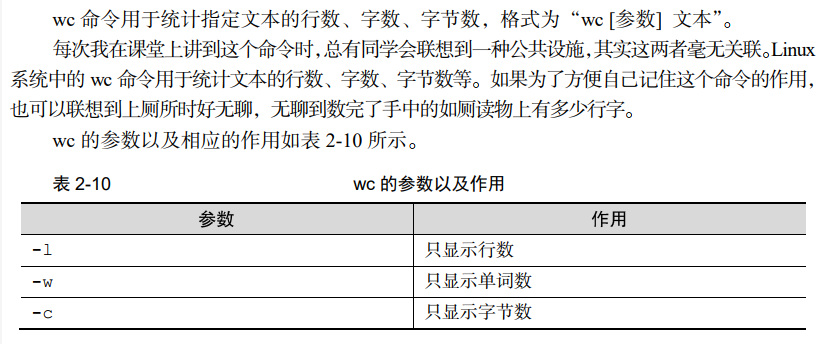 wc 命令用于统计指定文本的行数、字数、字节数，格式为“wc [参数] 文本”。
每次我在课堂上讲到这个命令时，总有同学会联想到一种公共设施，其实这两者毫无关联。Linux
系统中的 wc 命令用于统计文本的行数、字数、字节数等。如果为了方便自己记住这个命令的作用，
也可以联想到上厕所时好无聊，无聊到数完了手中的如厕读物上有多少行字。
wc 的参数以及相应的作用如表 2-10 所示。
表 2-10 wc 的参数以及作用
参数 作用
-l 只显示行数
-w 只显示单词数
-c 只显示字节数